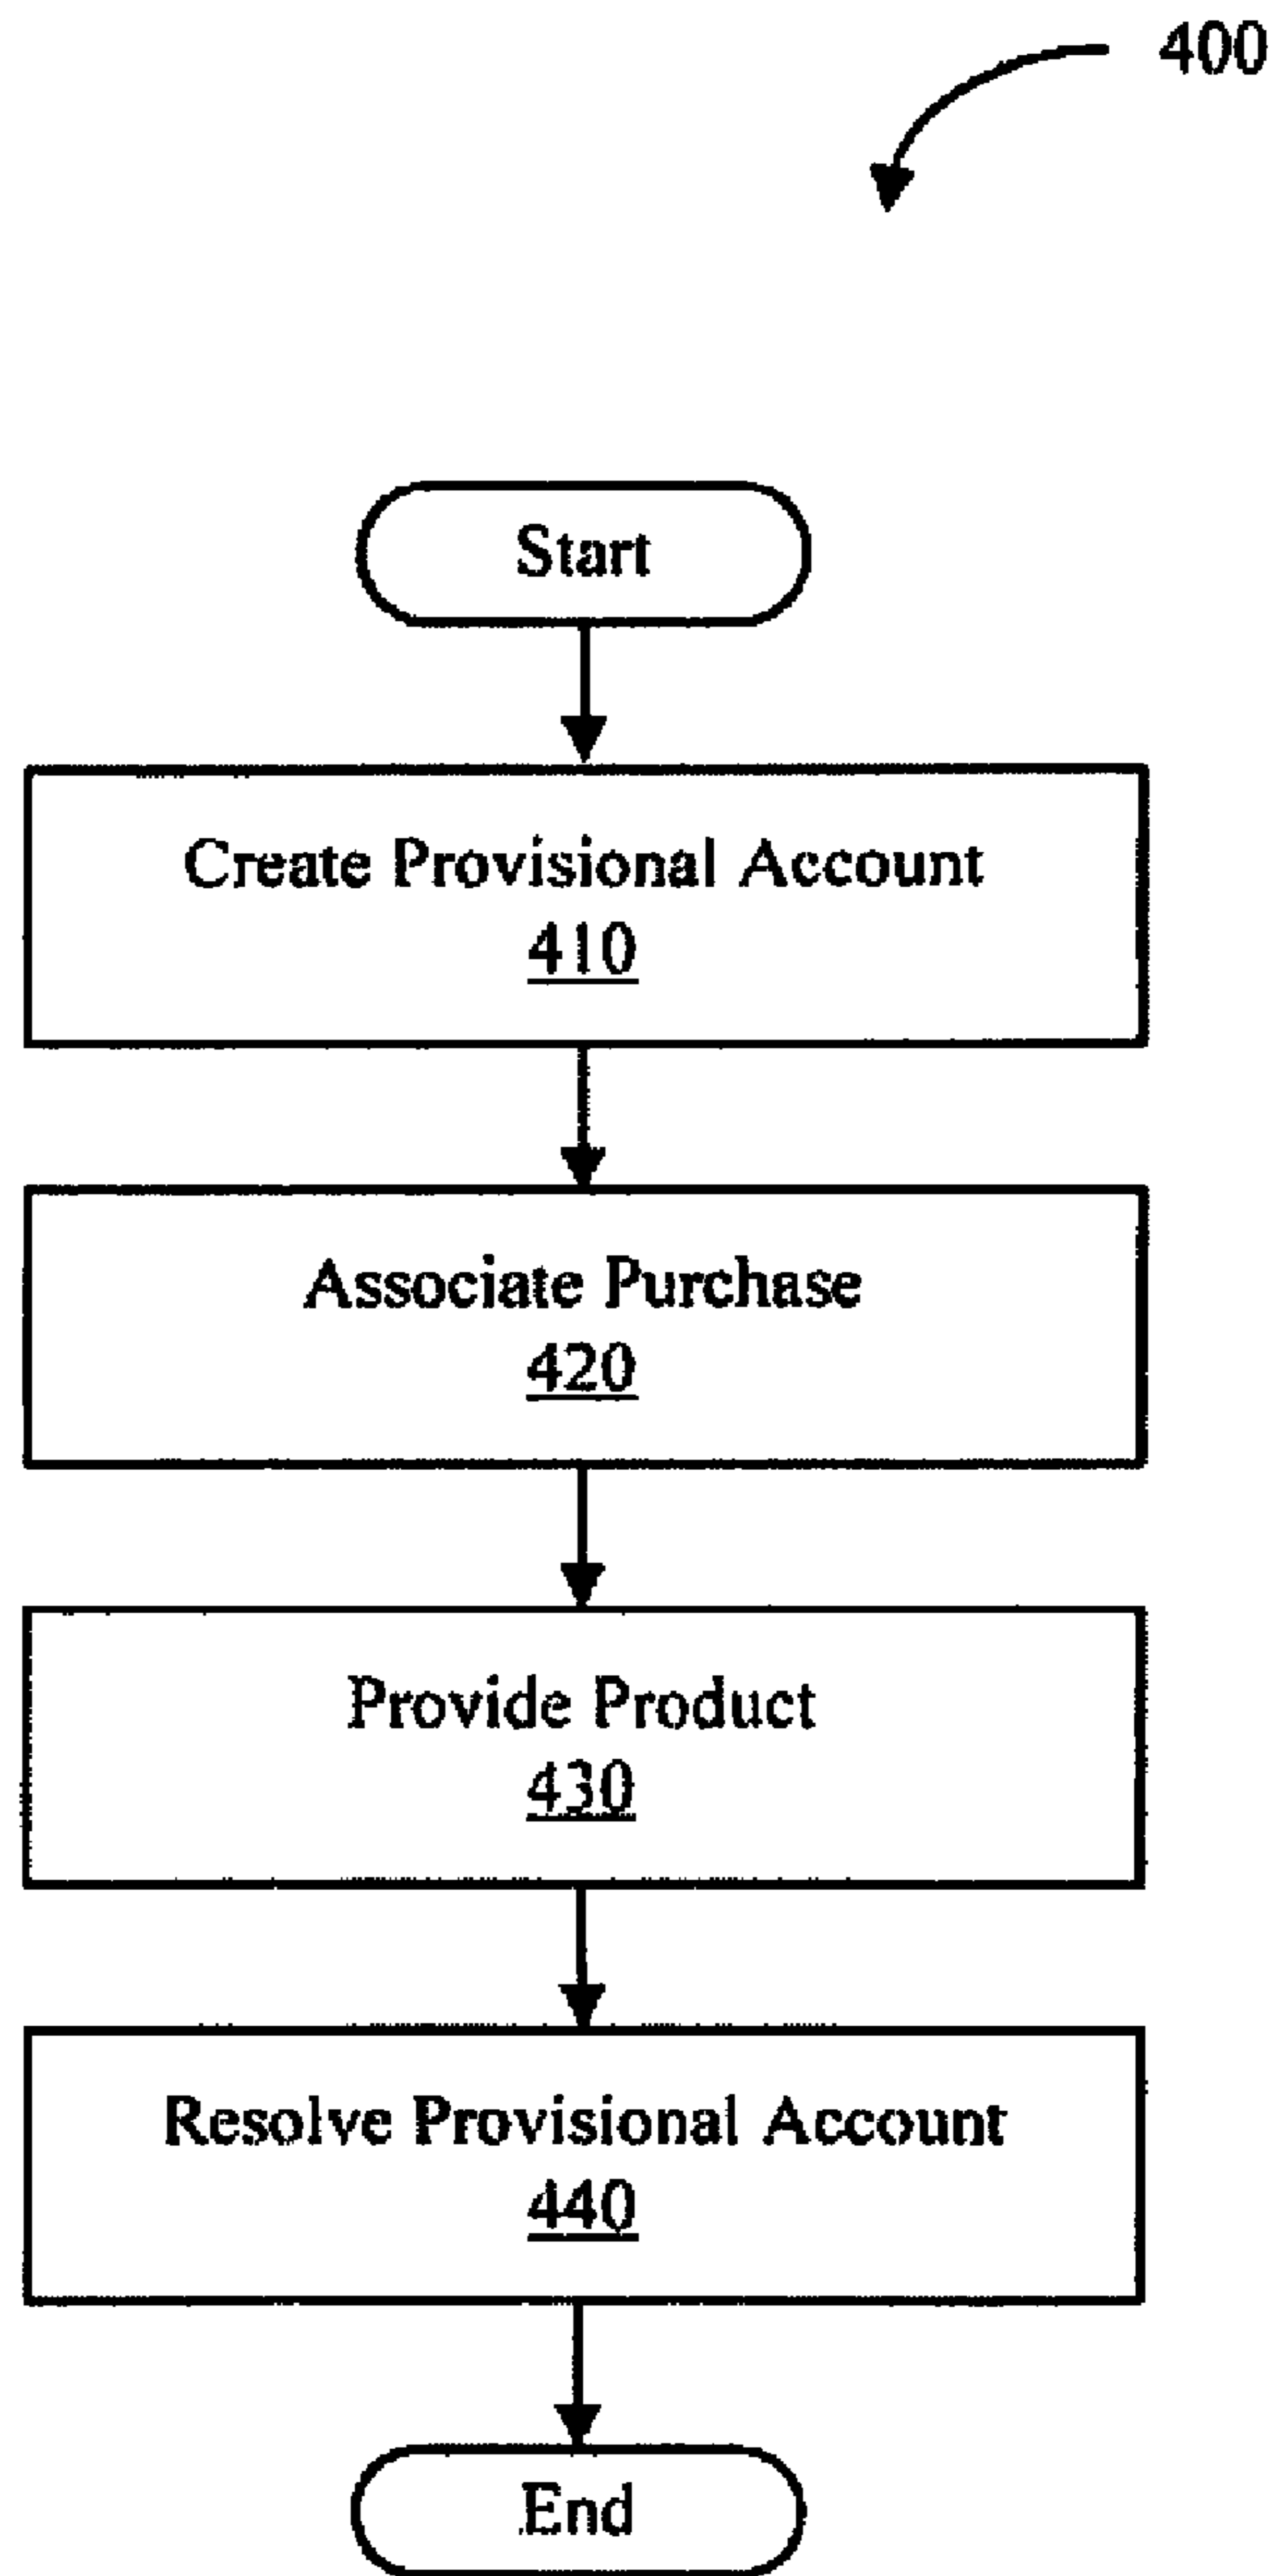 400
Start
Create Provisional Account
410
Associate Purchase
420
Provide Product
430
Resolve Provisional Account
440
End